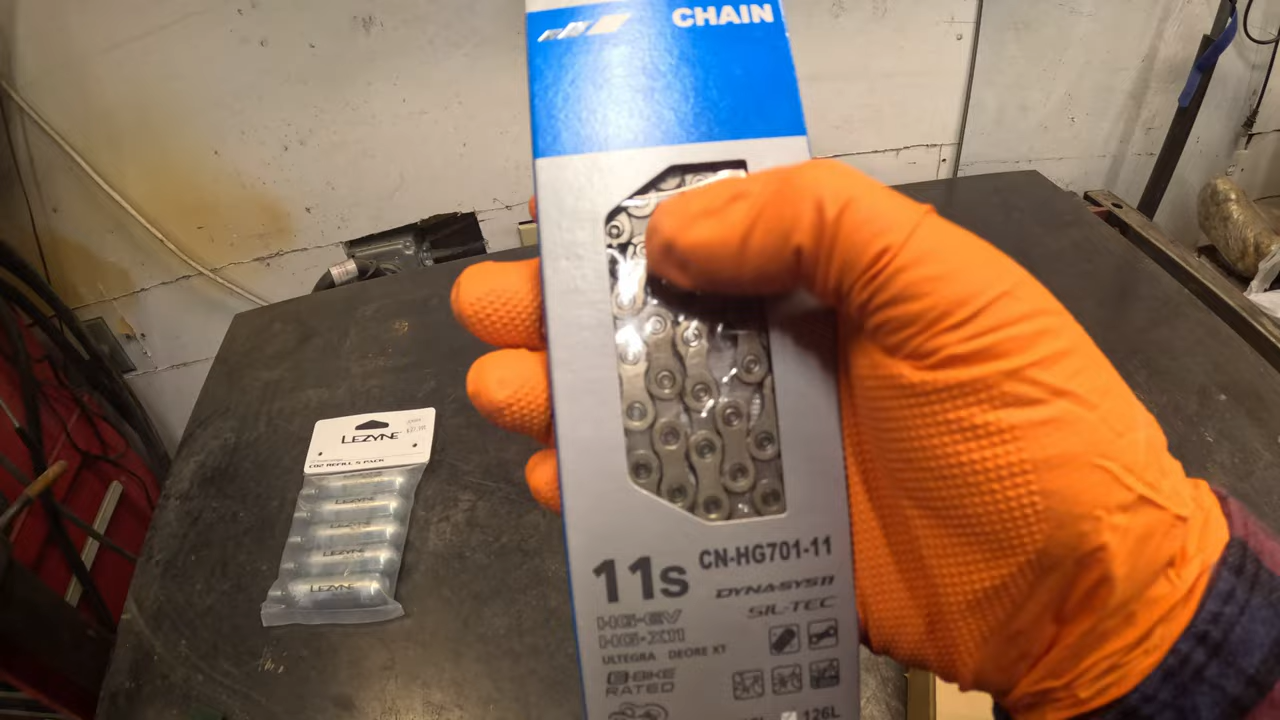 CHAIN
LEZYNE
CO2 REFILL 5 PACK
LEZYNE
LEZYNE
LEZYNE
LEZYNE
11s
CN-HG701-11
DYNA-SYS11
SIL-TEC
HG-EV
HG-X11
ULTEGRA DEORE XT
E-BIKE
RATED
126L